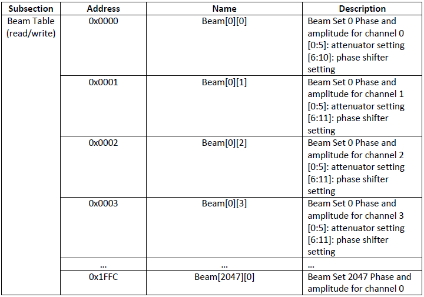 Subsection Address Name Description
Beam Table 0x0000 Beam[0][0] Beam Set 0 Phase and
(read/write) amplitude for channel 0
[0:5]: attenuator setting
[6:10]: phase shifter
setting
0x0001 Beam[0][1] Beam Set 0 Phase and
amplitude for channel 1
[0:5]: attenuator setting
[6:11]: phase shifter
setting
0x0002 Beam[0][2] Beam Set 0 Phase and
amplitude for channel 2
[0:5]: attenuator setting
[6:11]: phase shifter
setting
0x0003 Beam[0][3] Beam Set 0 Phase and
amplitude for channel 3
[0:5]: attenuator setting
[6:11]: phase shifter
setting
... ... ...
0x1FFC Beam[2047][0] Beam Set 2047 Phase and
amplitude for channel 0